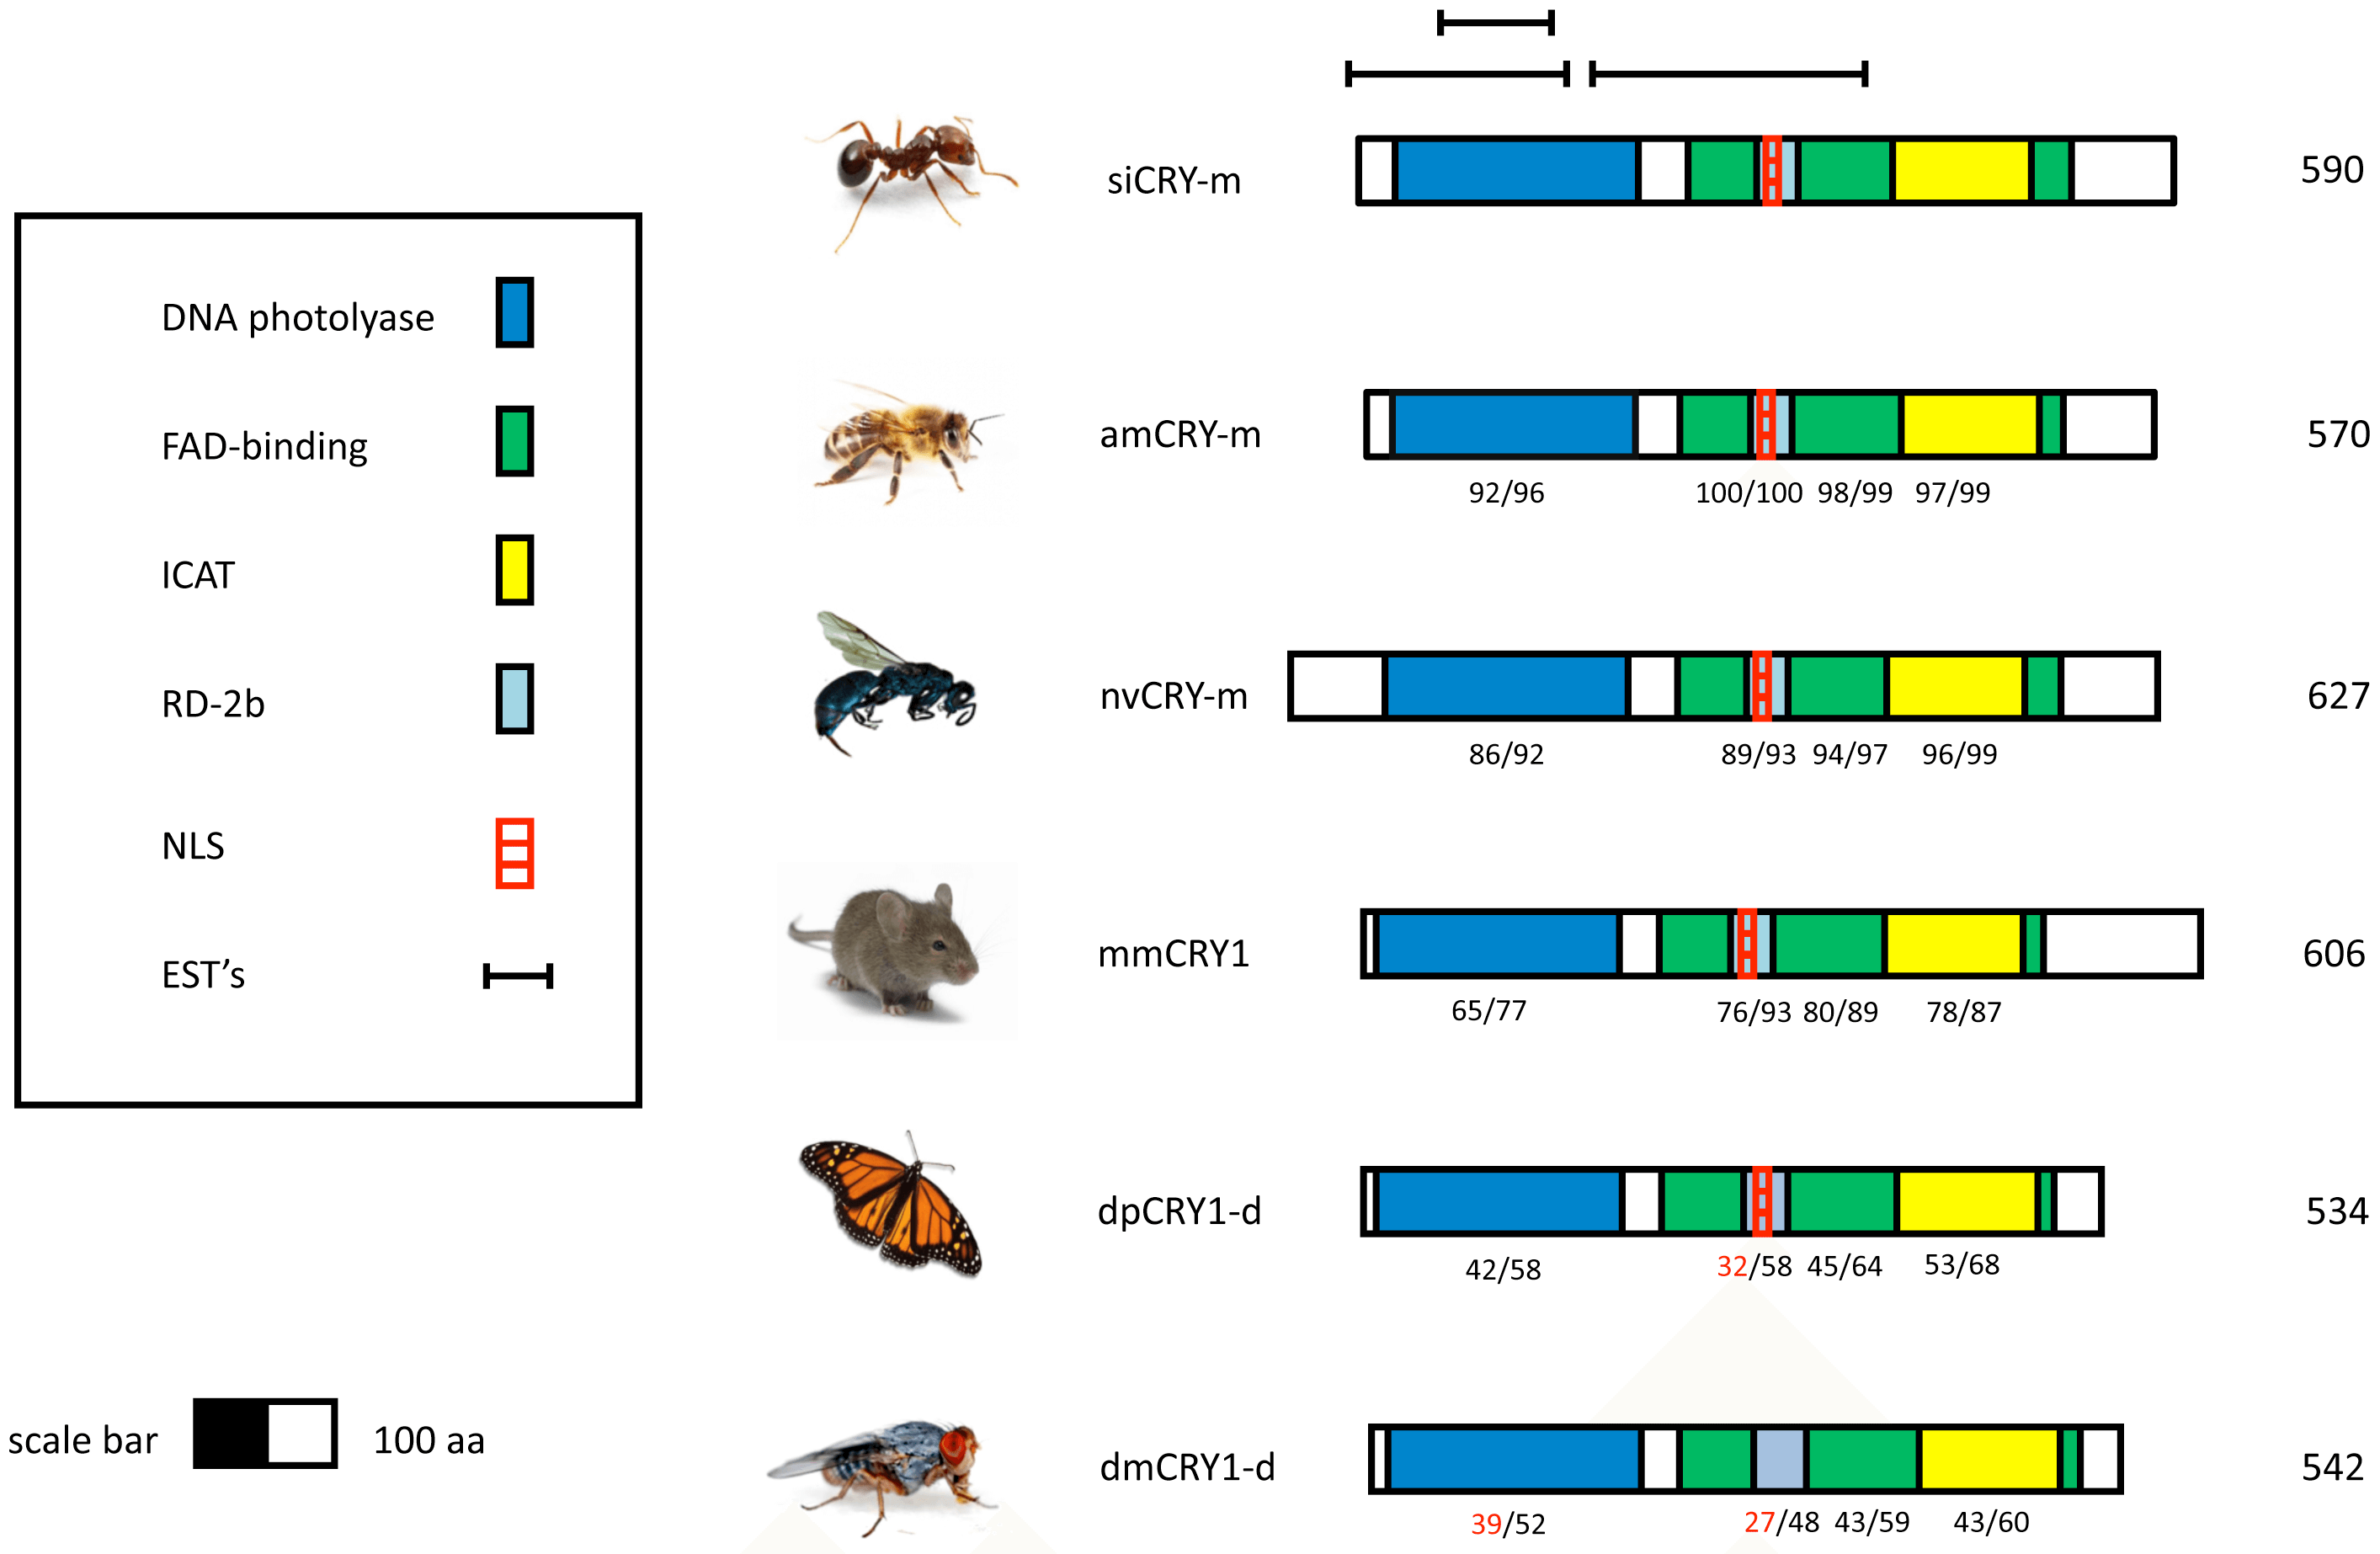 siCRY-m 590
DNA photolyase
FAD-binding
ICAT
RD-2b
NLS
EST’s
amCRY-m 570
92/96 100/100 98/99 97/99
nvCRY-m 627
86/92 89/93 94/97 96/99
mmCRY1 606
65/77 76/93 80/89 78/87
dpCRY1-d 534
42/58 32/58 45/64 53/68
scale bar 100 aa
dmCRY1-d 542
39/52 27/48 43/59 43/60